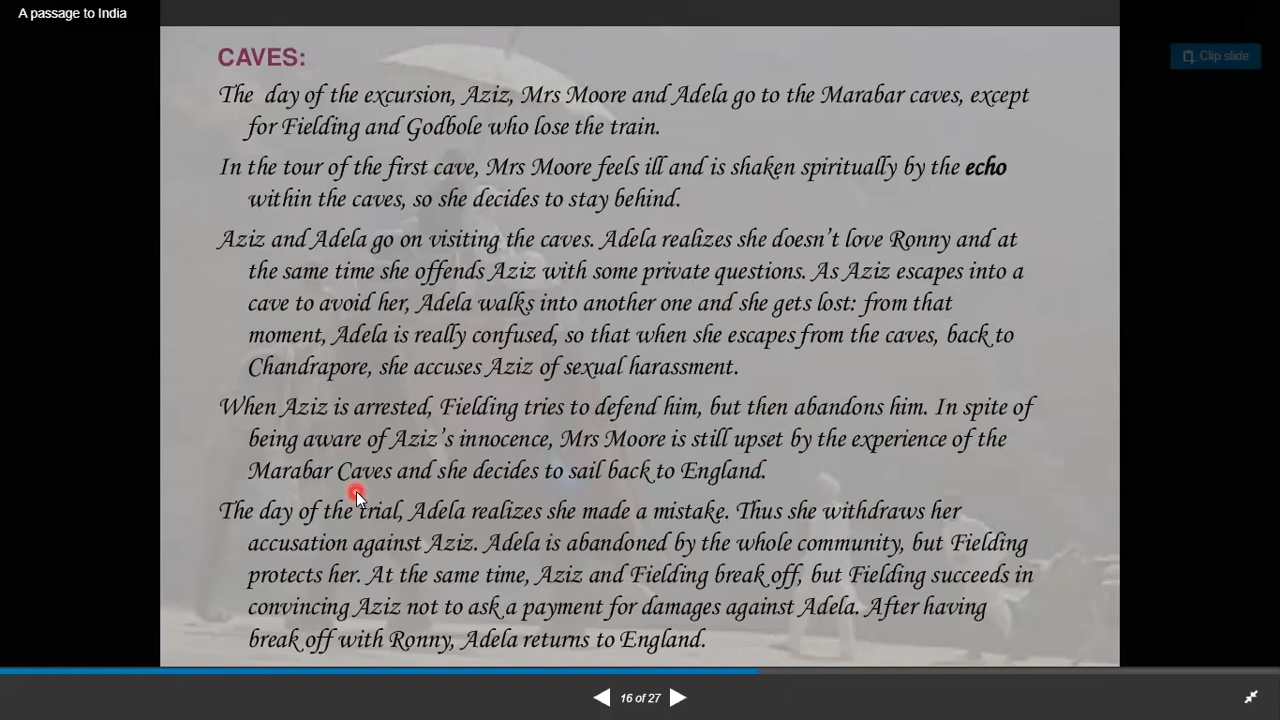 A passage to India
Clip slide
CAVES:
The day of the excursion, Aziz, Mrs Moore and Adela go to the Marabar caves, except
for Fielding and Godbole who lose the train.
In the tour of the first cave, Mrs Moore feels ill and is shaken spiritually by the echo
within the caves, so she decides to stay behind.
Aziz and Adela go on visiting the caves. Adela realizes she doesn't love Ronny and at
the same time she offends Aziz with some private questions. As Aziz escapes into a
cave to avoid her, Adela walks into another one and she gets lost: from that
moment, Adela is really confused, so that when she escapes from the caves, back to
Chandrapore, she accuses Aziz of sexual harassment.
When Aziz is arrested, Fielding tries to defend him, but then abandons him. In spite of
being aware of Aziz's innocence, Mrs Moore is still upset by the experience of the
Marabar Caves and she decides to sail back to England.
The day of the trial, Adela realizes she made a mistake. Thus she withdraws her
accusation against Aziz. Adela is abandoned by the whole community, but Fielding
protects her. At the same time, Aziz and Fielding break off, but Fielding succeeds in
convincing Aziz not to ask a payment for damages against Adela. After having
break off with Ronny, Adela returns to England.
16 of 27